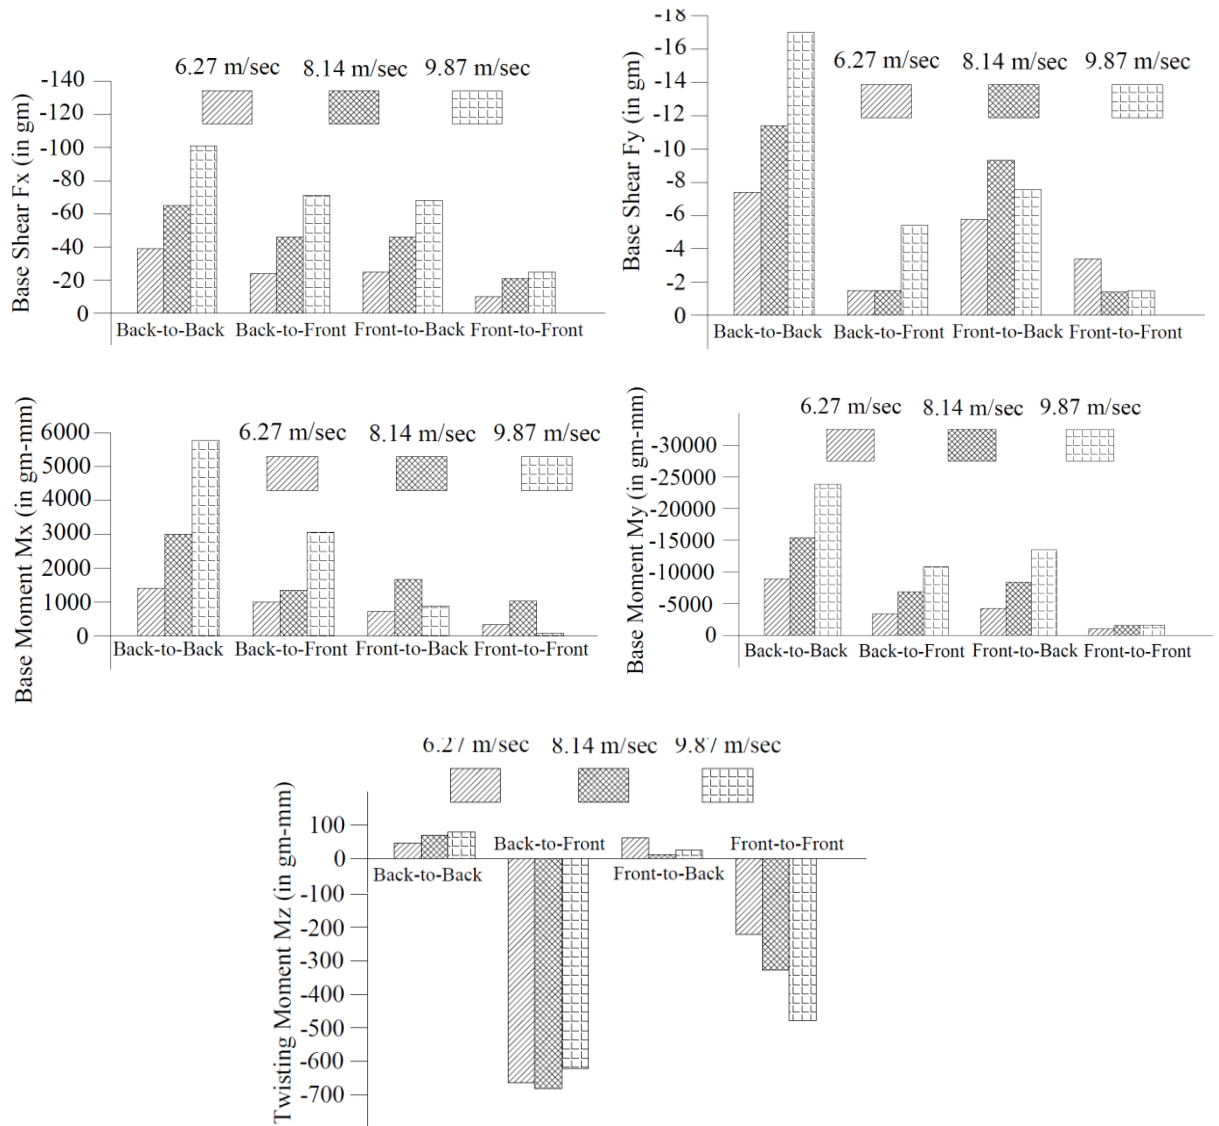 6.27 m/sec 8.14 m/sec 9.87 m/sec
Base Shear Fx (in gm)
-140
-120
-100
-80
-60
-40
-20
0
Back-to-Back Back-to-Front Front-to-Back Front-to-Front
6.27 m/sec 8.14 m/sec 9.87 m/sec
Base Shear Fy (in gm)
-18
-16
-14
-12
-10
-8
-6
-4
-2
0
Back-to-Back Back-to-Front Front-to-Back Front-to-Front
6.27 m/sec 8.14 m/sec 9.87 m/sec
Base Moment Mx (in gm-mm)
6000
5000
4000
3000
2000
1000
0
Back-to-Back Back-to-Front Front-to-Back Front-to-Front
6.27 m/sec 8.14 m/sec 9.87 m/sec
Base Moment My (in gm-mm)
-30000
-25000
-20000
-15000
-10000
-5000
0
Back-to-Back Back-to-Front Front-to-Back Front-to-Front
6.27 m/sec 8.14 m/sec 9.87 m/sec
Twisting Moment Mz (in gm-mm)
100
0
-100
-200
-300
-400
-500
-600
-700
Back-to-Front Front-to-Front
Back-to-Back Front-to-Back